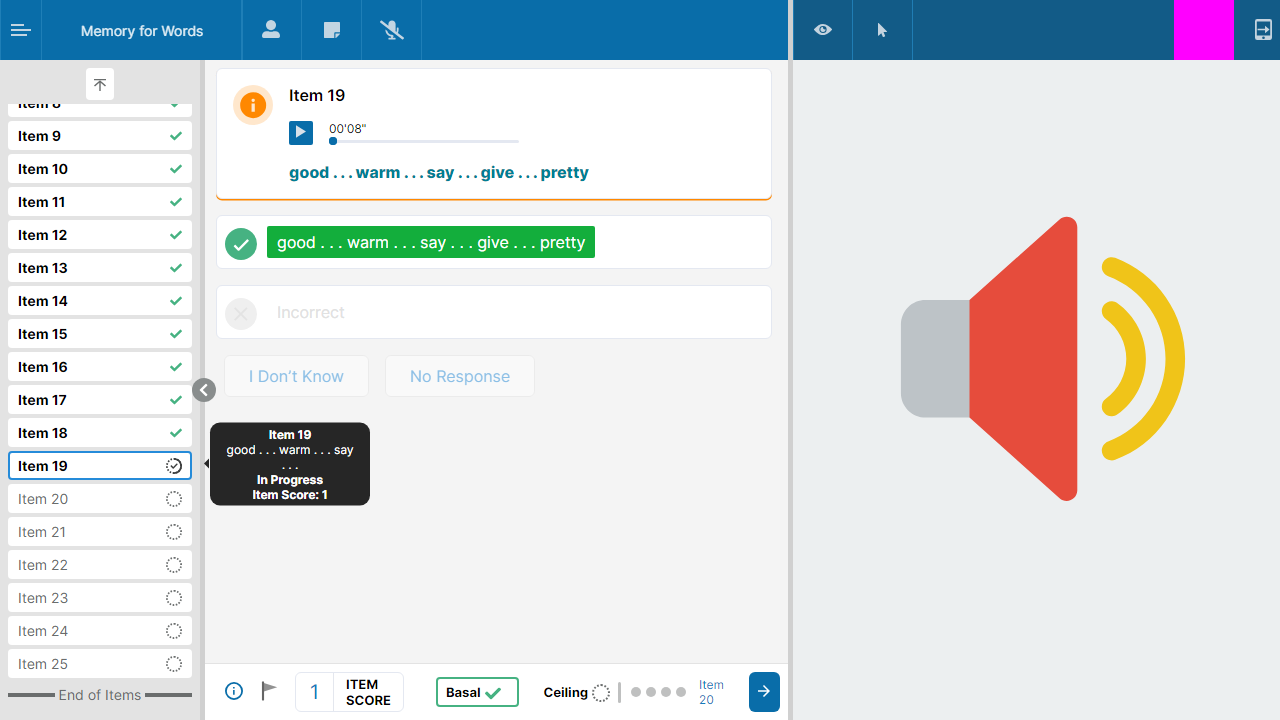 Memory for Words
Item 8
Item 9
Item 10
Item 11
Item 12
Item 13
Item 14
Item 15
Item 16
Item 17
Item 18
Item 19
Item 20
Item 21
Item 22
Item 23
Item 24
Item 25
End of Items
Item 19
00'08"
good . . . warm . . . say . . . give . . . pretty
good . . . warm . . . say . . . give . . . pretty
Incorrect
I Don't Know
No Response
Item 19
good . . . warm . . . say
. . .
In Progress
Item Score: 1
1
ITEM
SCORE
Basal
Ceiling
Item
20